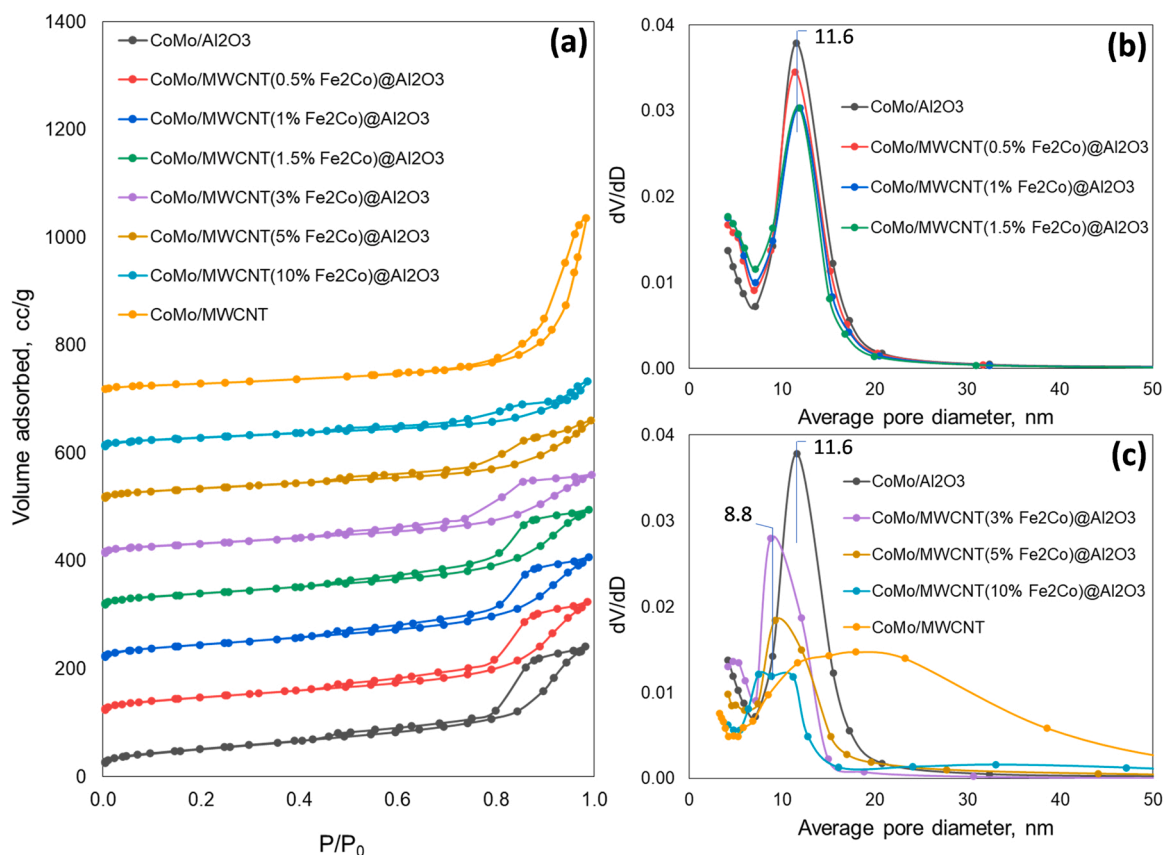 (a)
1400
1200
1000
800
600
400
200
0
Volume adsorbed, cc/g
CoMo/Al2O3
CoMo/MWCNT(0.5% Fe2Co)@Al2O3
CoMo/MWCNT(1% Fe2Co)@Al2O3
CoMo/MWCNT(1.5% Fe2Co)@Al2O3
CoMo/MWCNT(3% Fe2Co)@Al2O3
CoMo/MWCNT(5% Fe2Co)@Al2O3
CoMo/MWCNT(10% Fe2Co)@Al2O3
CoMo/MWCNT
0.0 0.2 0.4 0.6 0.8 1.0
P/P0
(b)
0.04
0.03
0.02
0.01
0.00
dV/dD
11.6
CoMo/Al2O3
CoMo/MWCNT(0.5% Fe2Co)@Al2O3
CoMo/MWCNT(1% Fe2Co)@Al2O3
CoMo/MWCNT(1.5% Fe2Co)@Al2O3
0 10 20 30 40 50
Average pore diameter, nm
(c)
0.04
0.03
0.02
0.01
0.00
dV/dD
11.6
8.8
CoMo/Al2O3
CoMo/MWCNT(3% Fe2Co)@Al2O3
CoMo/MWCNT(5% Fe2Co)@Al2O3
CoMo/MWCNT(10% Fe2Co)@Al2O3
CoMo/MWCNT
0 10 20 30 40 50
Average pore diameter, nm